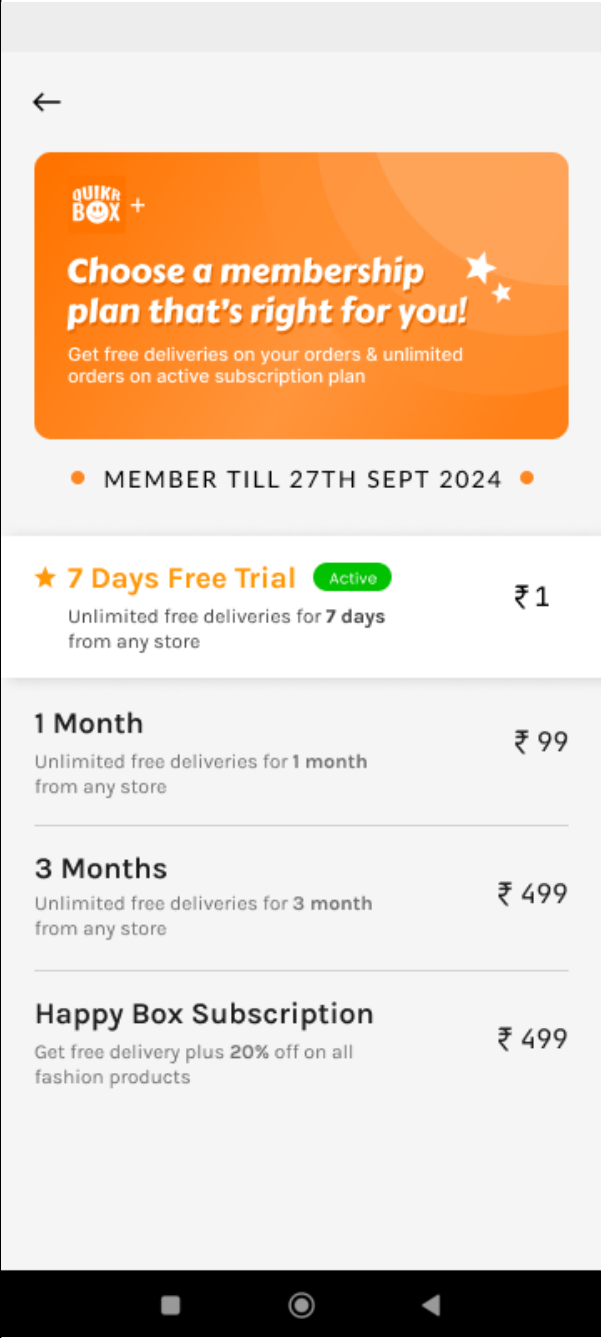 QUIKR
BOX +
Choose a membership
plan that's right for you!
Get free deliveries on your orders & unlimited
orders on active subscription plan
MEMBER TILL 27TH SEPT 2024
7 Days Free Trial Active
₹ 1
Unlimited free deliveries for 7 days
from any store
1 Month
₹ 99
Unlimited free deliveries for 1 month
from any store
3 Months
₹ 499
Unlimited free deliveries for 3 month
from any store
Happy Box Subscription
₹ 499
Get free delivery plus 20% off on all
fashion products